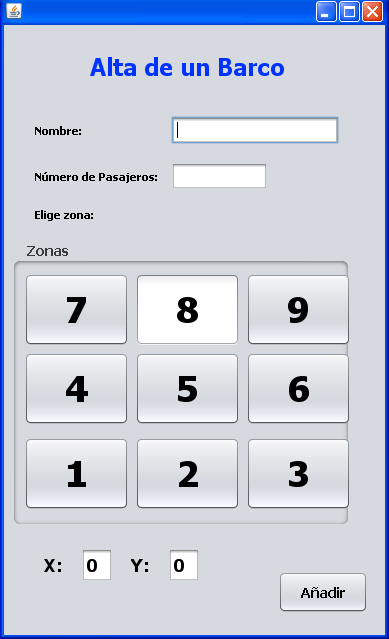 Alta de un Barco
Nombre:
Número de Pasajeros:
Elige zona:
Zonas
7 8 9
4 5 6
1 2 3
X: 0 Y: 0
Añadir